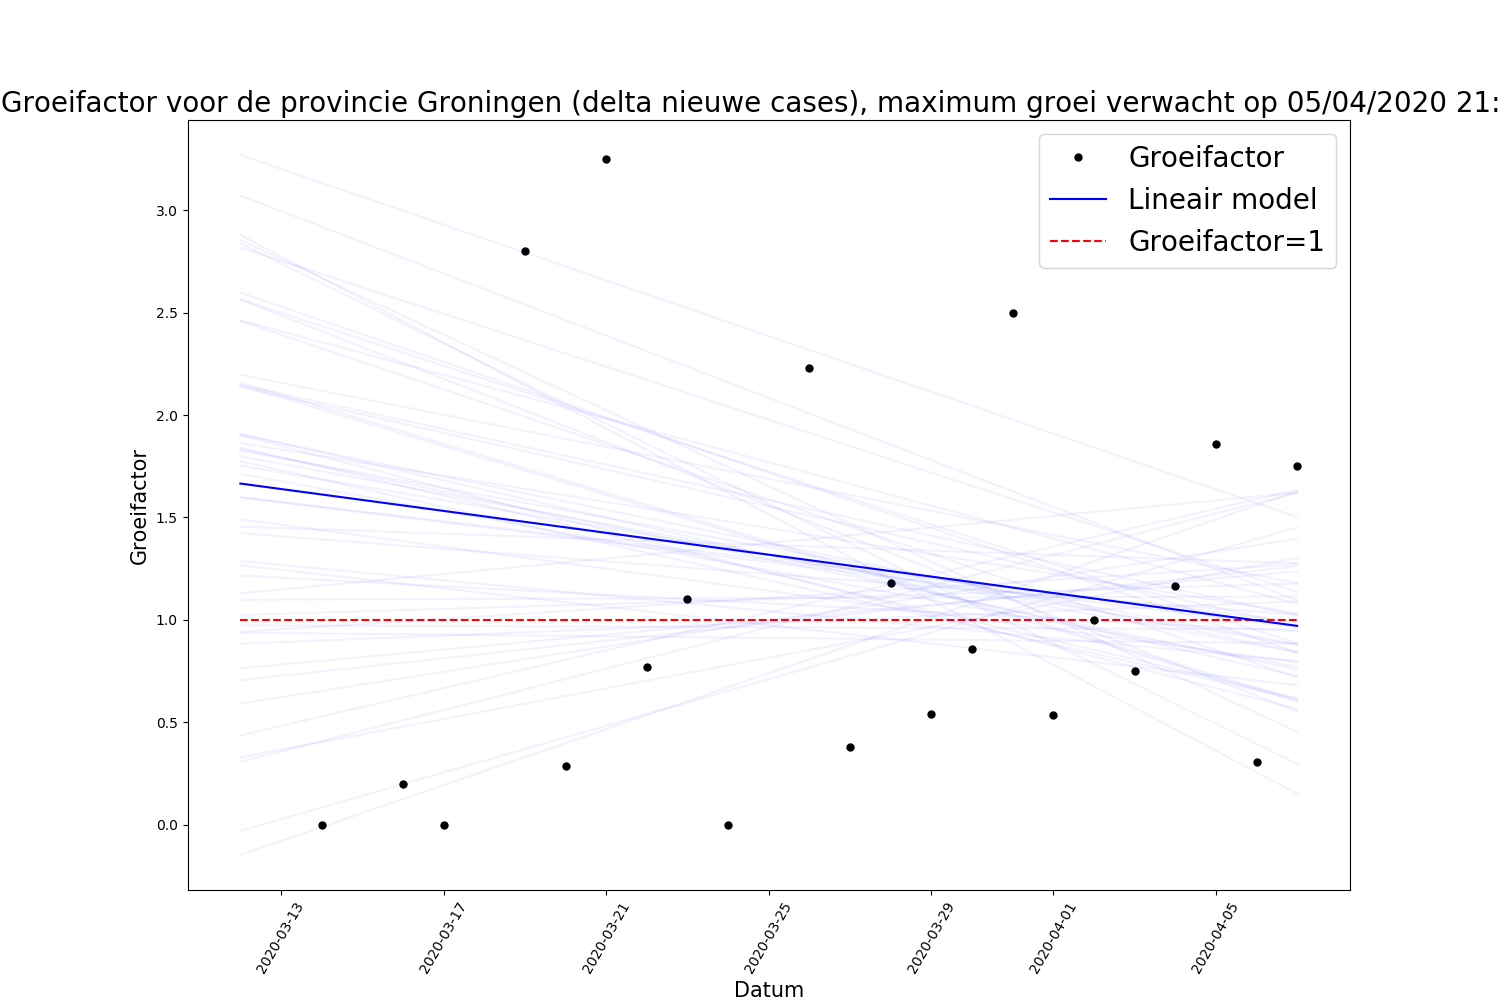 Groeifactor voor de provincie Groningen (delta nieuwe cases), maximum groei verwacht op 05/04/2020 21:
Groeifactor
Lineair model
Groeifactor=1
3.0
2.5
2.0
1.5
1.0
0.5
0.0
Groeifactor
2020-03-13
2020-03-17
2020-03-21
2020-03-25
2020-03-29
2020-04-01
2020-04-05
Datum